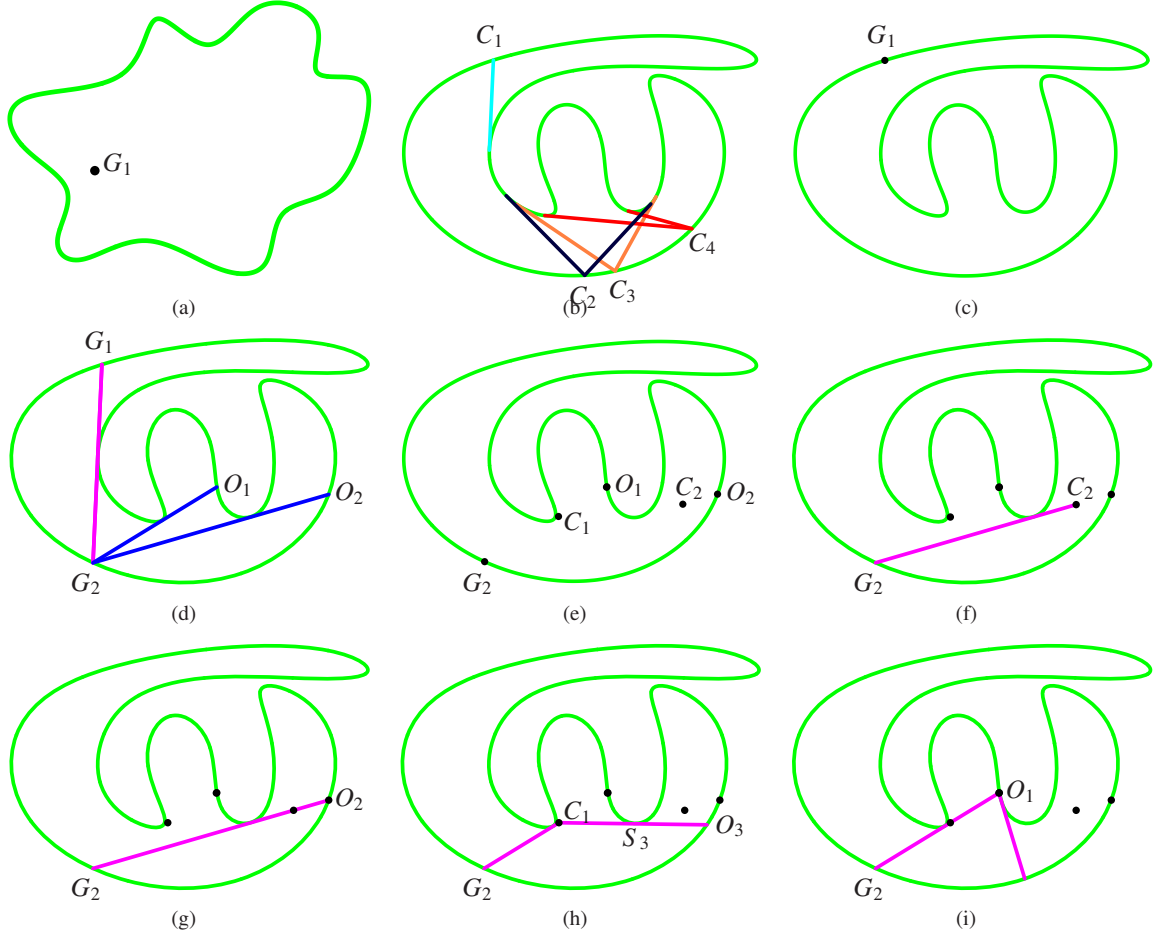 G₁
(a)
C₁
C₄
C₂
C₃
(b)
G₁
(c)
G₁
O₁
O₂
G₂
(d)
O₁
C₂
O₂
C₁
G₂
(e)
C₂
G₂
(f)
O₂
G₂
(g)
C₁
S₃
O₃
G₂
(h)
O₁
G₂
(i)